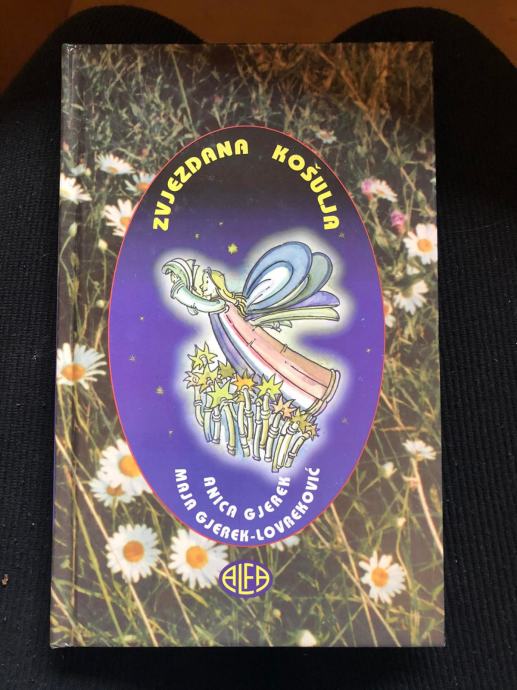 ZVJEZDANA KOŠULJA
ANICA GJEREK
MAJA GJEREK-LOVREKOVIĆ
ALFA